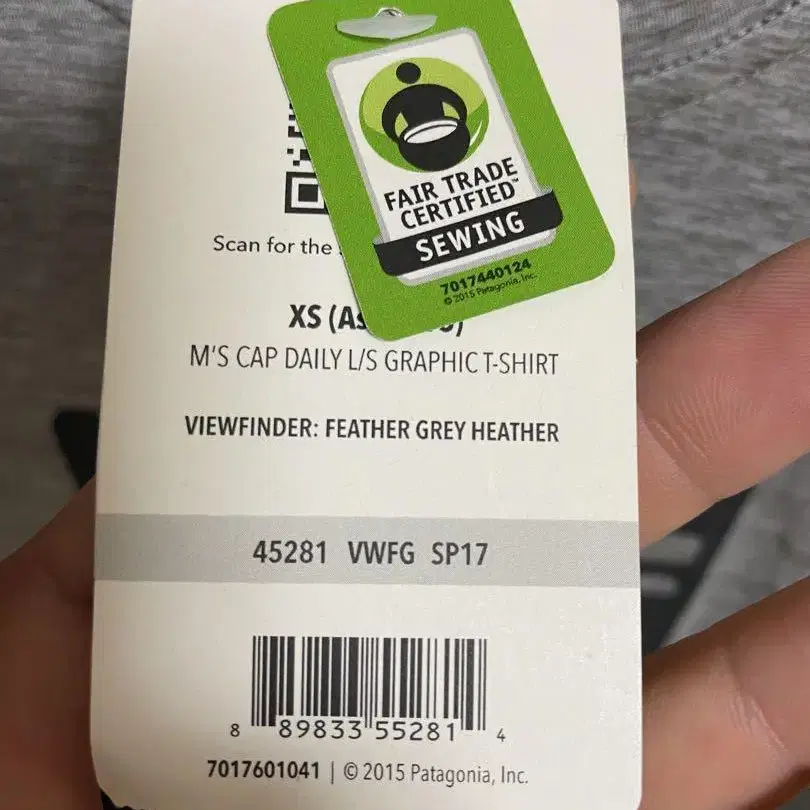 FAIR TRADE
CERTIFIED™
SEWING
7017440124
© 2015 Patagonia, Inc.
Scan for the
XS
M'S CAP DAILY L/S GRAPHIC T-SHIRT
VIEWFINDER: FEATHER GREY HEATHER
45281 VWFG SP17
8 89833 55281 4
7017601041 | © 2015 Patagonia, Inc.